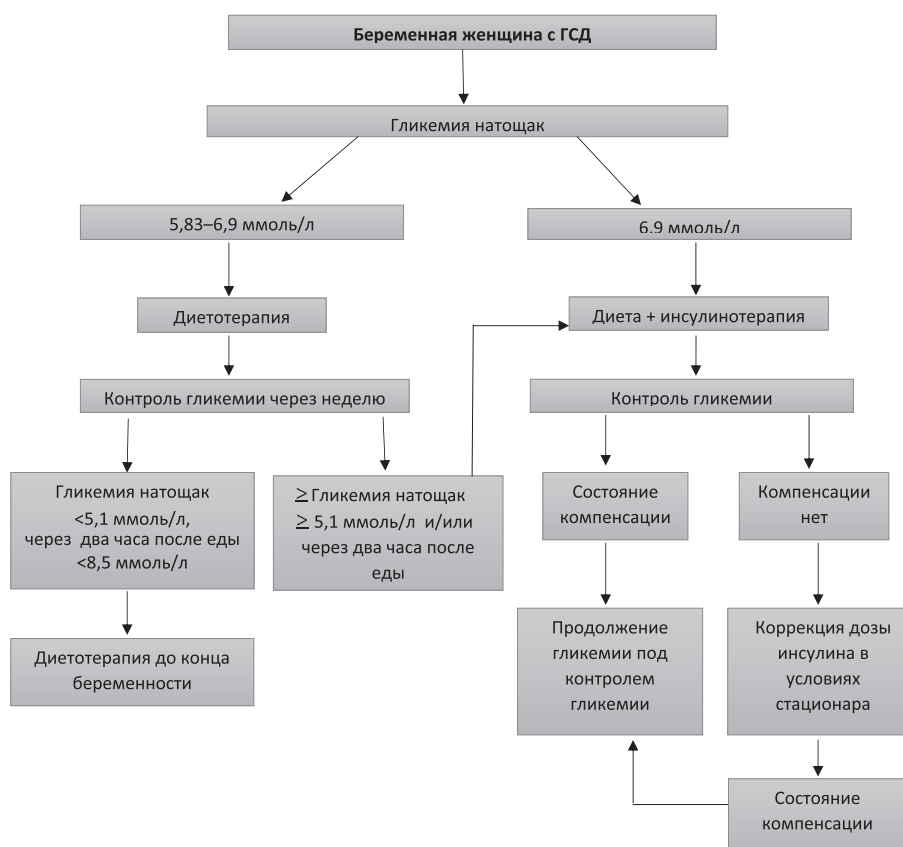 Беременная женщина с ГСД
Гликемия натощак
5,83–6,9 ммоль/л
6.9 ммоль/л
Диетотерапия
Диета + инсулинотерапия
Контроль гликемии через неделю
Контроль гликемии
Гликемия натощак
<5,1 ммоль/л,
через два часа после еды
<8,5 ммоль/л
≥Гликемия натощак
≥ 5,1 ммоль/л и/или
через два часа после
еды
Состояние
компенсации
Компенсации
нет
Диетотерапия до конца
беременности
Продолжение
гликемии под
контролем
гликемии
Коррекция дозы
инсулина в
условиях
стационара
Состояние
компенсации